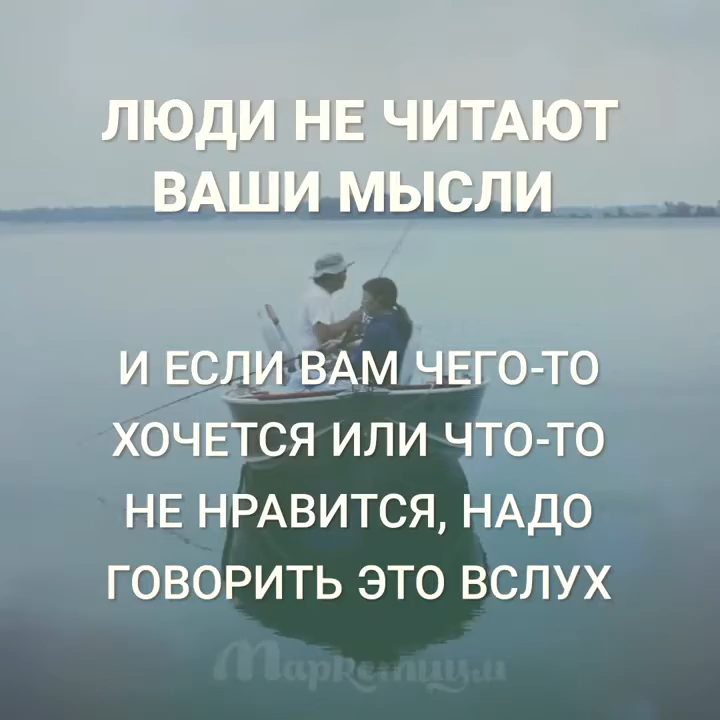 ЛЮДИ НЕ ЧИТАЮТ
ВАШИ МЫСЛИ
И ЕСЛИ ВАМ ЧЕГО-ТО
ХОЧЕТСЯ ИЛИ ЧТО-ТО
НЕ НРАВИТСЯ, НАДО
ГОВОРИТЬ ЭТО ВСЛУХ